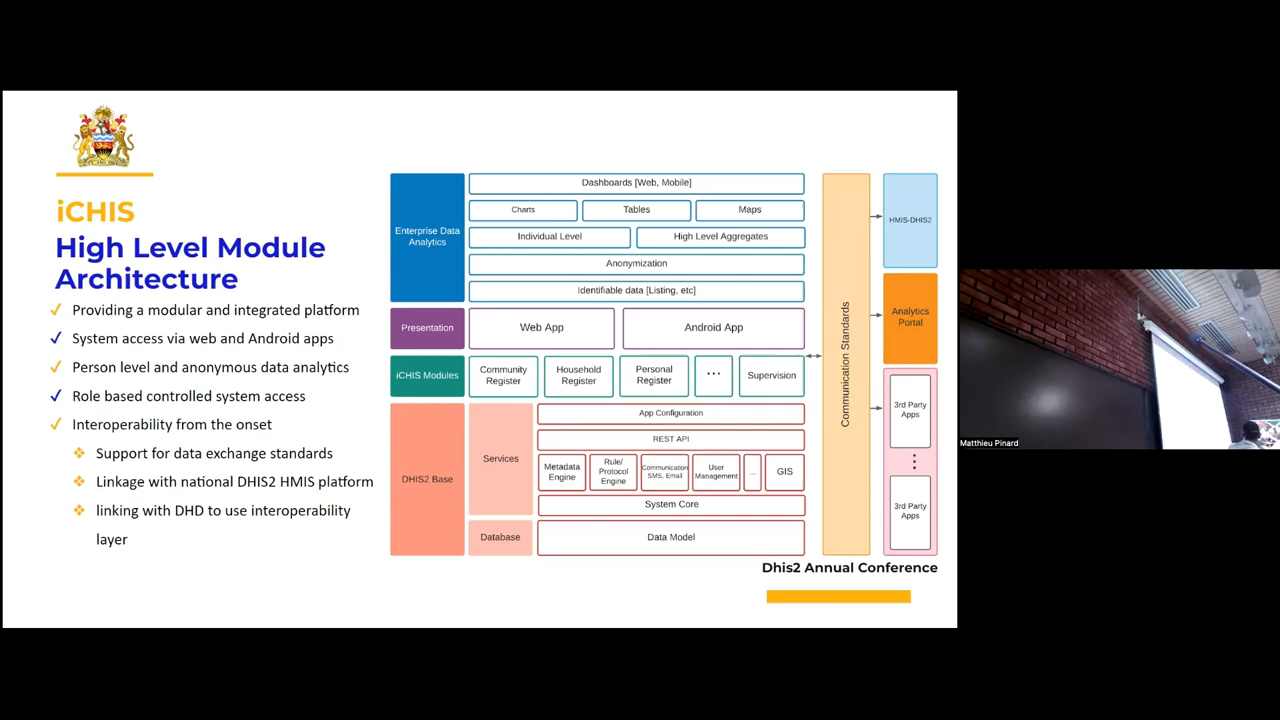 iCHIS
High Level Module
Architecture
Providing a modular and integrated platform
System access via web and Android apps
Person level and anonymous data analytics
Role based controlled system access
Interoperability from the onset
Support for data exchange standards
Linkage with national DHIS2 HMIS platform
linking with DHD to use interoperability
layer
Enterprise Data
Analytics
Dashboards [Web, Mobile]
Charts
Tables
Maps
Individual Level
High Level Aggregates
Anonymization
Identifiable data [Listing, etc]
Presentation
Web App
Android App
iCHIS Modules
Community
Register
Household
Register
Personal
Register
...
Supervision
DHIS2 Base
Services
App Configuration
REST API
Metadata
Engine
Rule/
Protocol
Engine
Communication
SMS, Email
User
Management
...
GIS
System Core
Database
Data Model
Communication Standards
HMIS-DHIS2
Analytics
Portal
3rd Party
Apps
3rd Party
Apps
Dhis2 Annual Conference
Matthieu Pinard